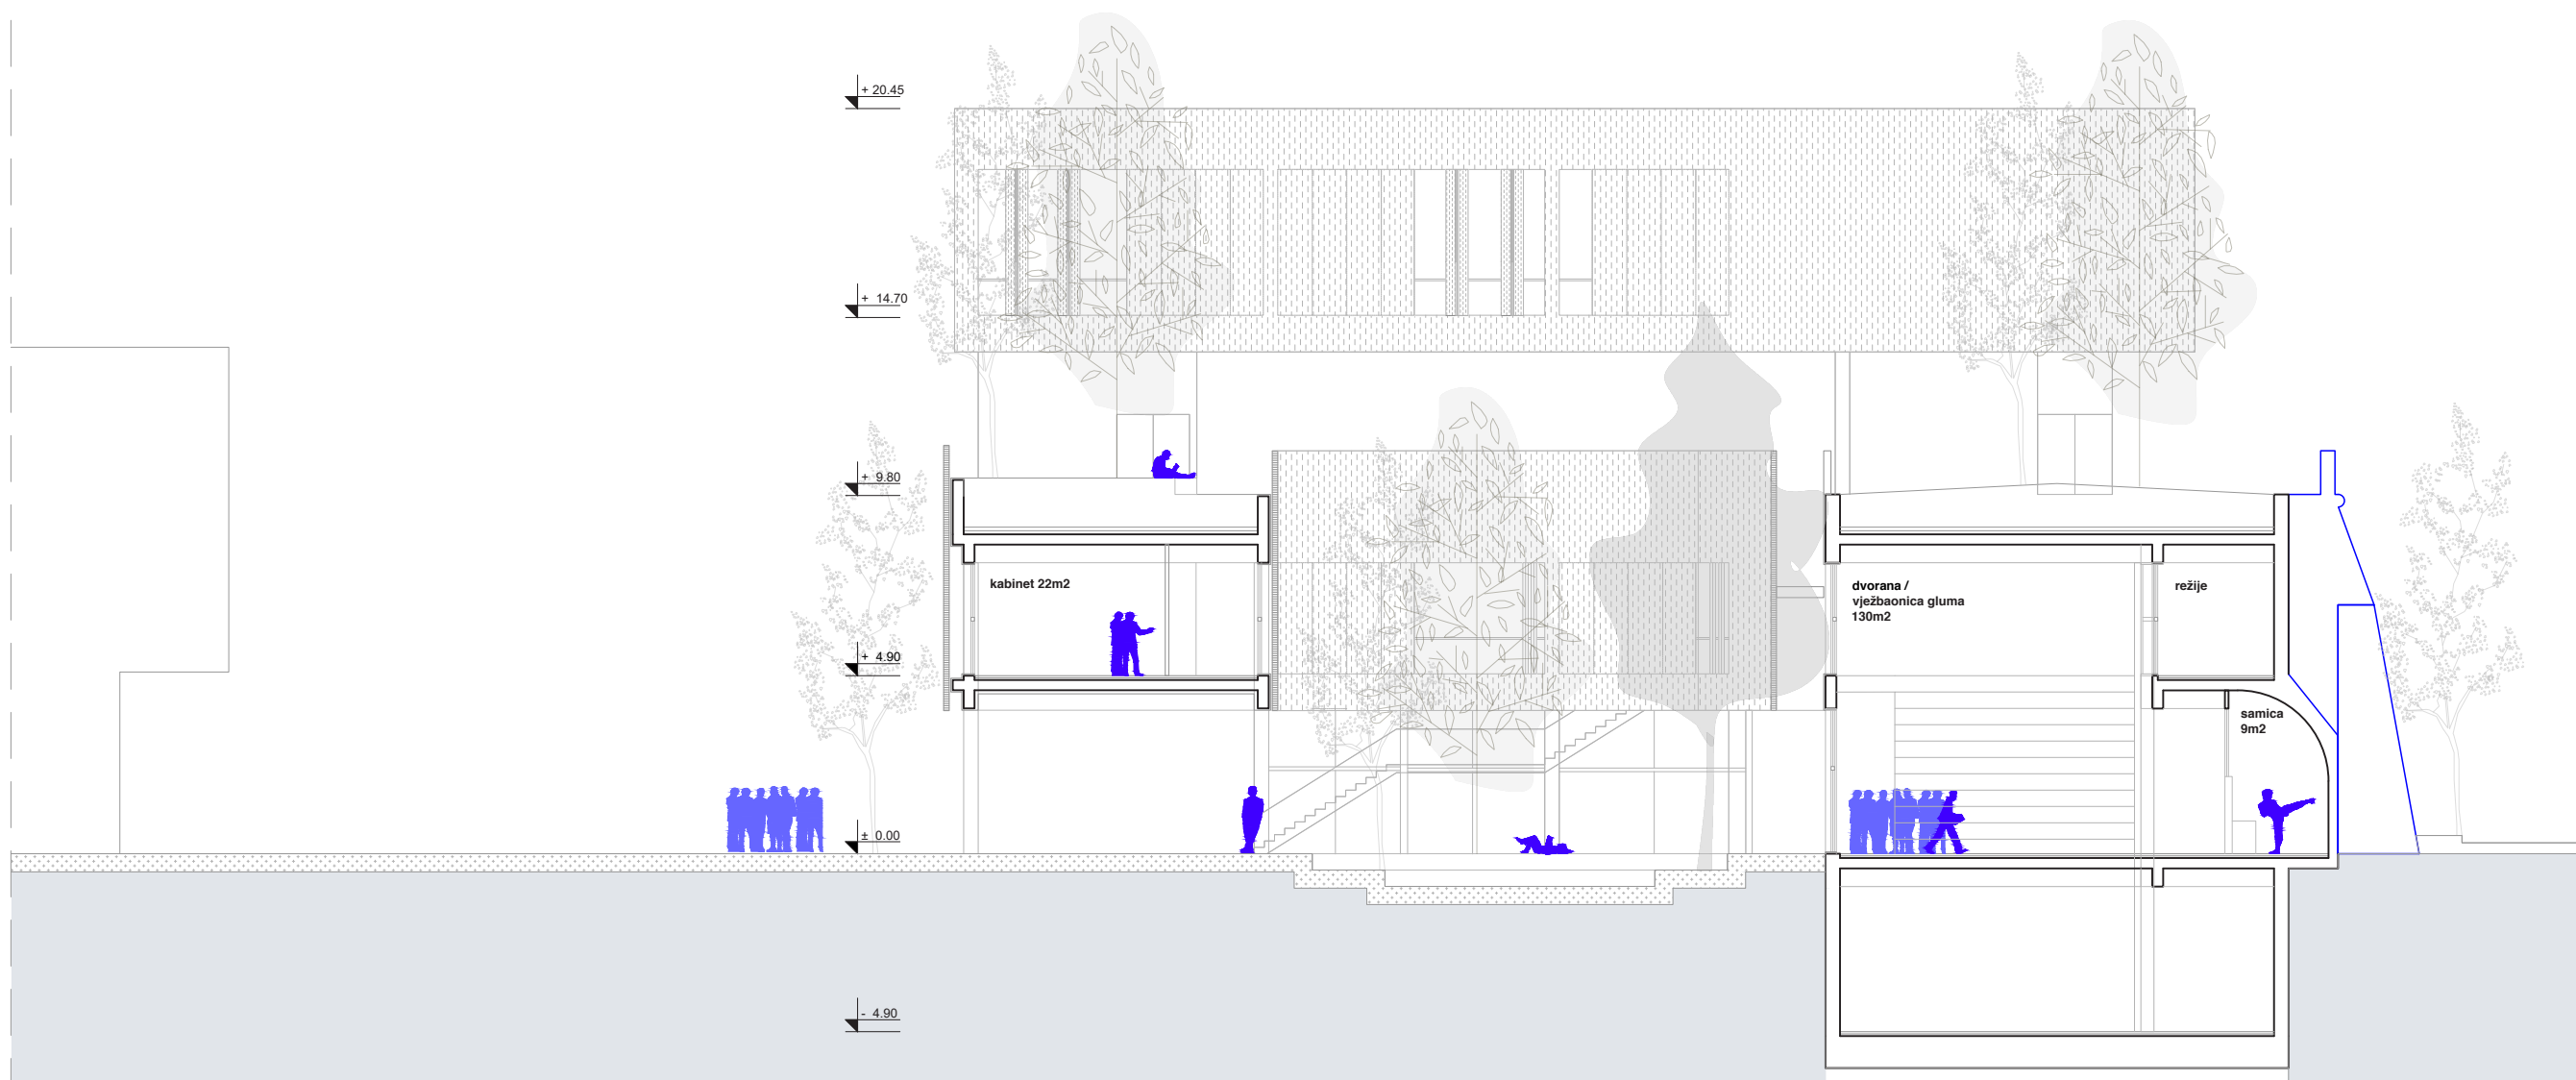 + 20.45
+ 14.70
+ 9.80
kabinet 22m2
dvorana /
vježbaonica gluma
130m2
režije
+ 4.90
samica
9m2
± 0.00
- 4.90